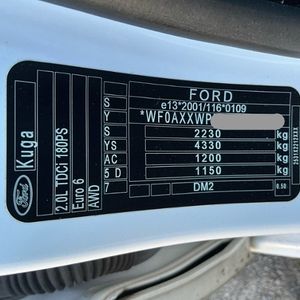 FORD
e13*2001/116*0109
*WF0AXXWP
2230 kg
4330 kg
1200 kg
1150 kg
DM2
0.50
S
Y
S
YS
AC
5 D
7
Ford
Kuga
2.0L TDCi 180PS
Euro 6
AWD